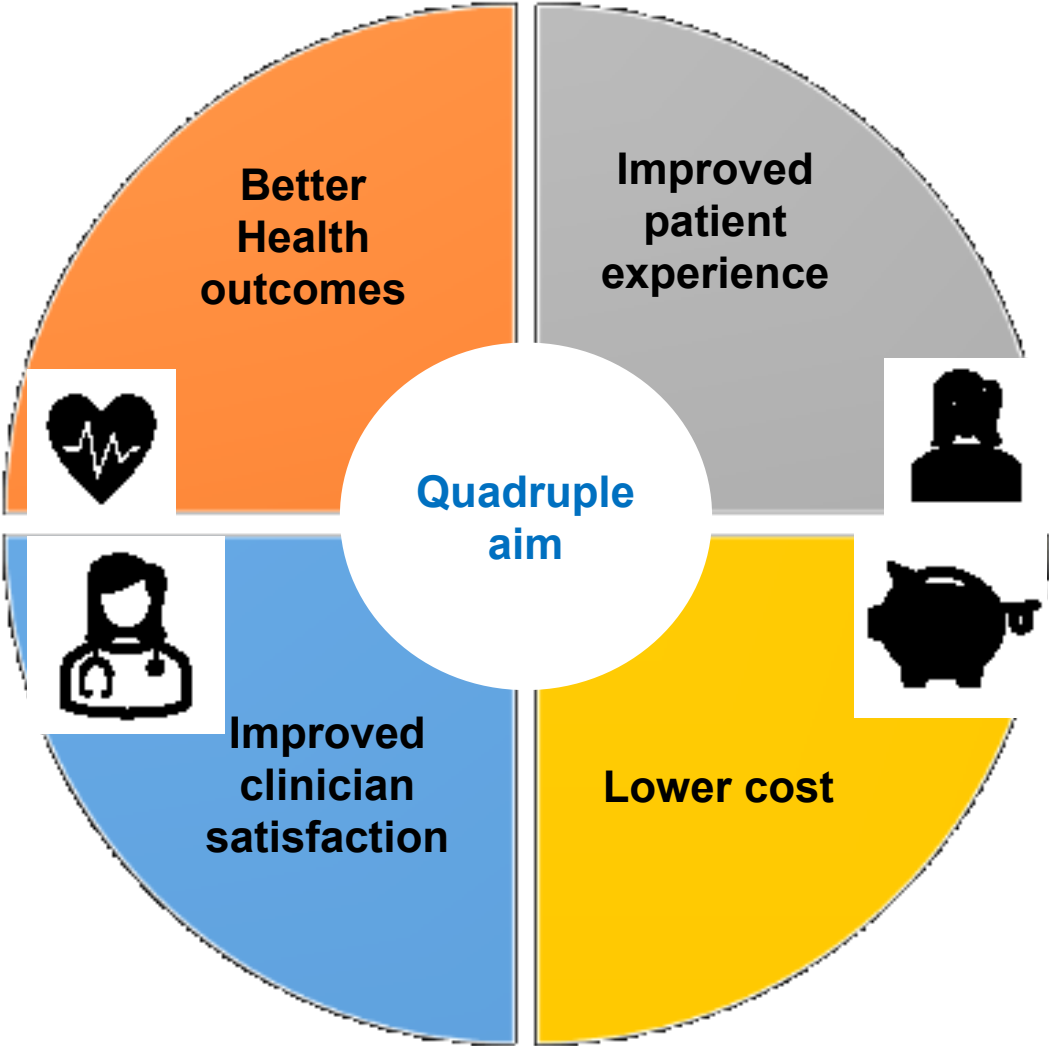 Better
Health
outcomes
Improved
patient
experience
Quadruple
aim
Improved
clinician
satisfaction
Lower cost